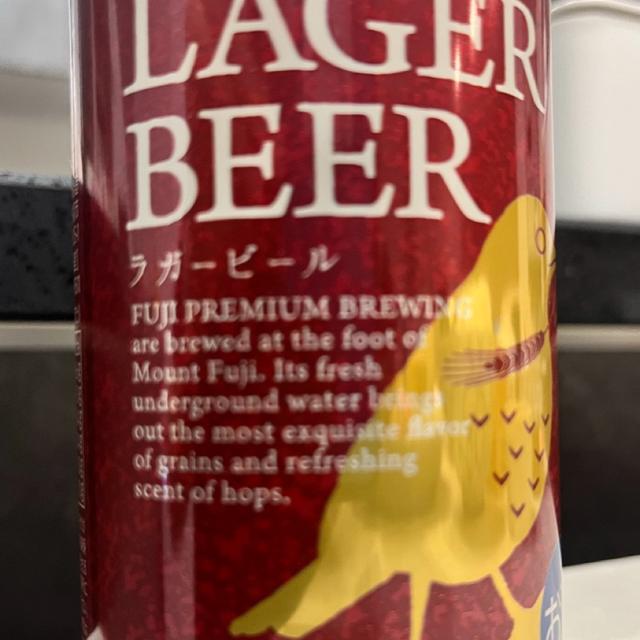 LAGER
BEER
ラガービール
FUJI PREMIUM BREWING
are brewed at the foot of
Mount Fuji. Its fresh
underground water brings
out the most exquisite flavor
of grains and refreshing
scent of hops.
お